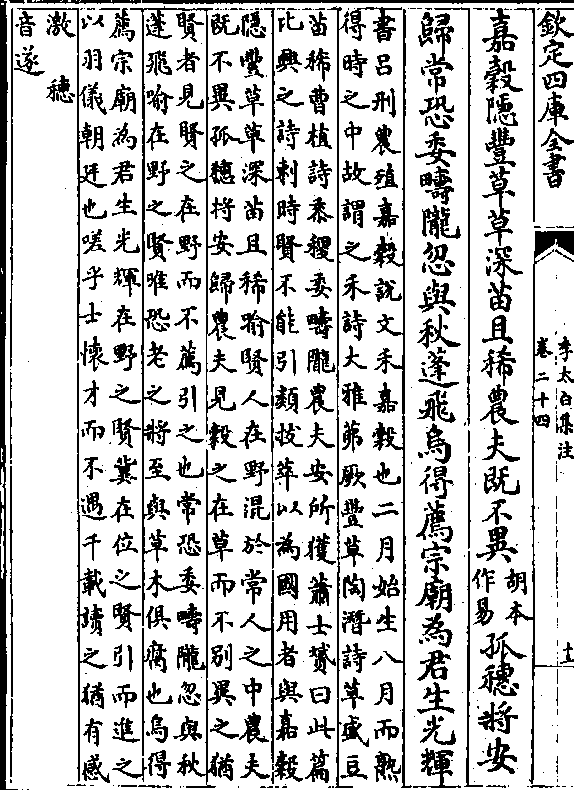 欽定四庫全書
李太白集注
卷二十四
十一
嘉穀隱豐草草深苗且稀農夫既不異胡本作易孤穗將安
歸常恐委疇隴忽與秋蓬飛烏得薦宗廟為君生光輝
書吕刑農殖嘉穀說文禾嘉穀也二月始生八月而熟
得時之中故謂之禾詩大雅茀厥豐草陶潛詩草盛豆
苗稀曹植詩黍稷委疇隴農夫安所獲蕭士贇曰此篇
比興之詩刺時賢不能引類拔萃以為國用者與嘉穀
隱豐草草深苗且稀喻賢人在野混於常人之中農夫
既不異孤穗將安歸農夫見穀之在草而不别異之猶
賢者見賢之在野而不薦引之也常恐委疇隴忽與秋
蓬飛喻在野之賢唯恐老之將至與草木俱腐也烏得
薦宗廟為君生光輝在野之賢冀在位之賢引而進之
以羽儀朝廷也嗟乎士懷才而不遇千載讀之猶有感
激 穗
音遂